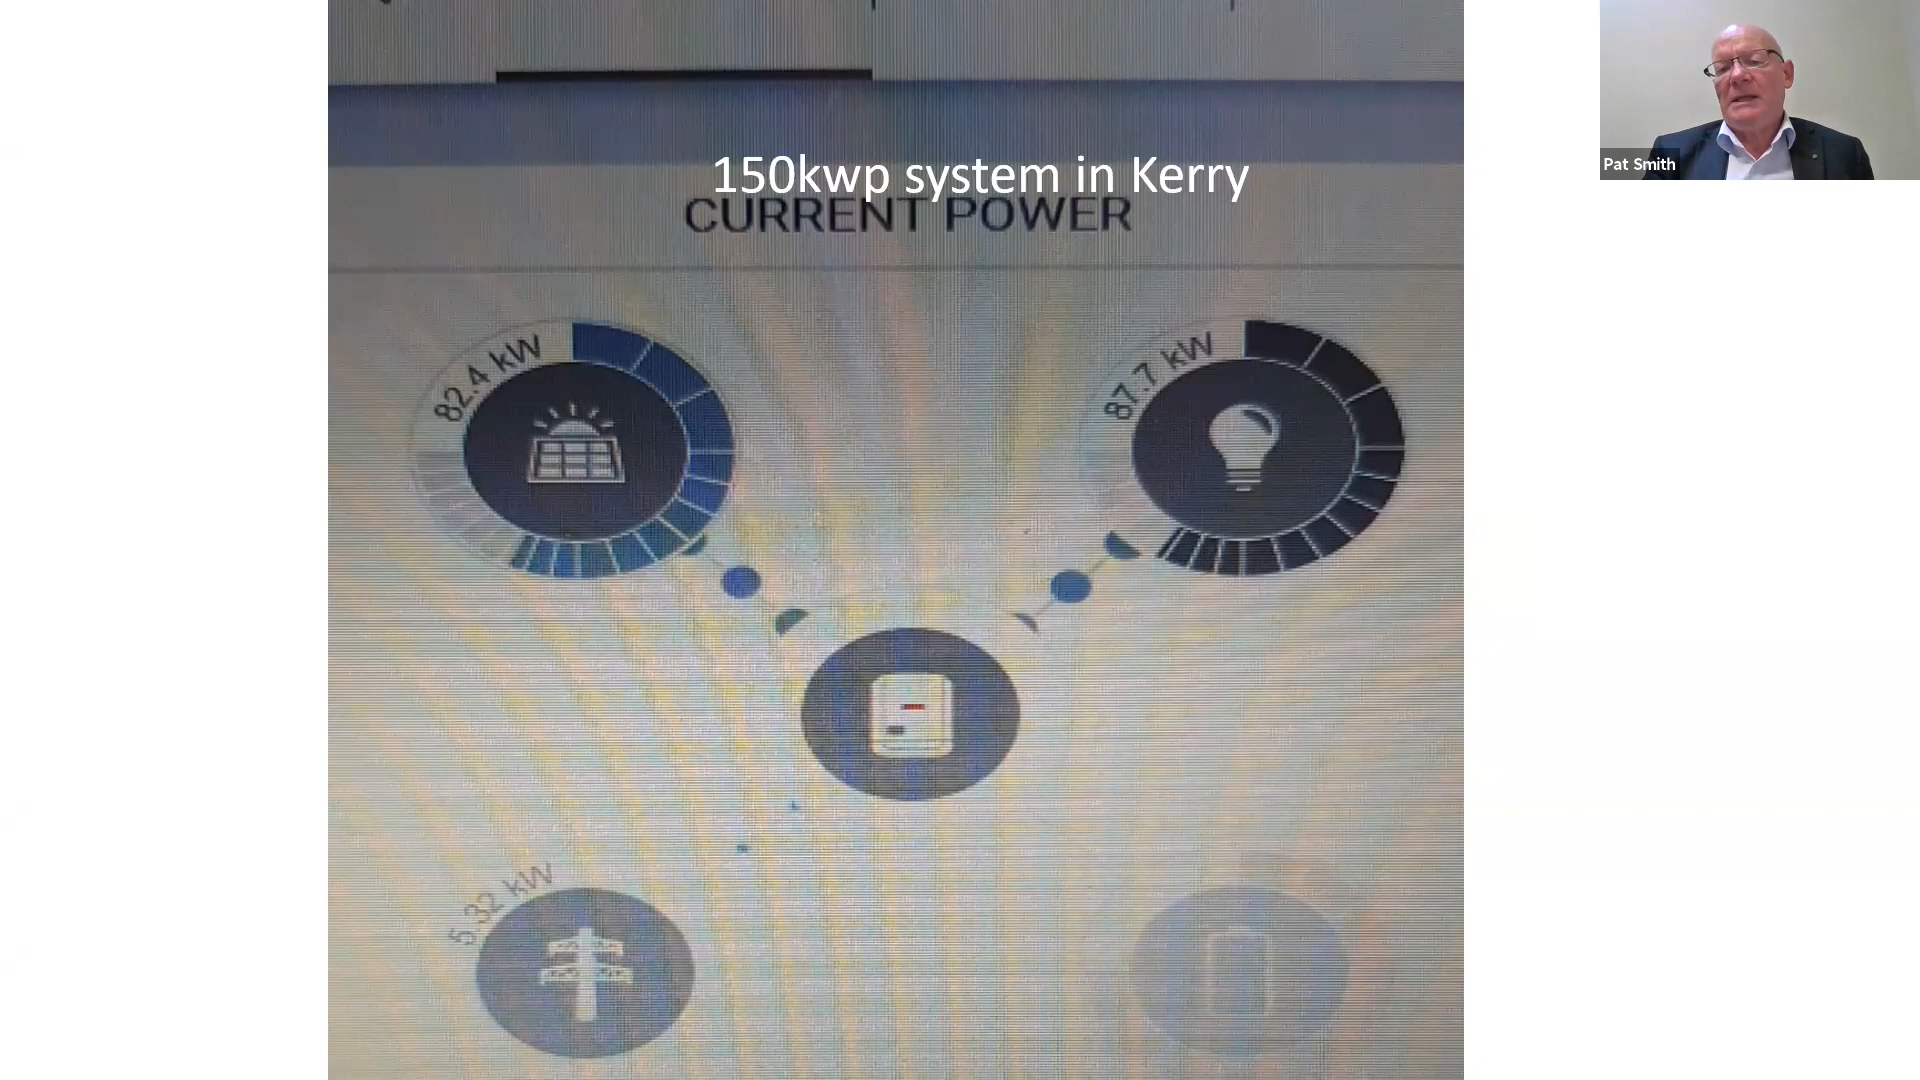 150kwp system in Kerry
CURRENT POWER
82.4 kW
87.7 kW
5.32 kW
Pat Smith